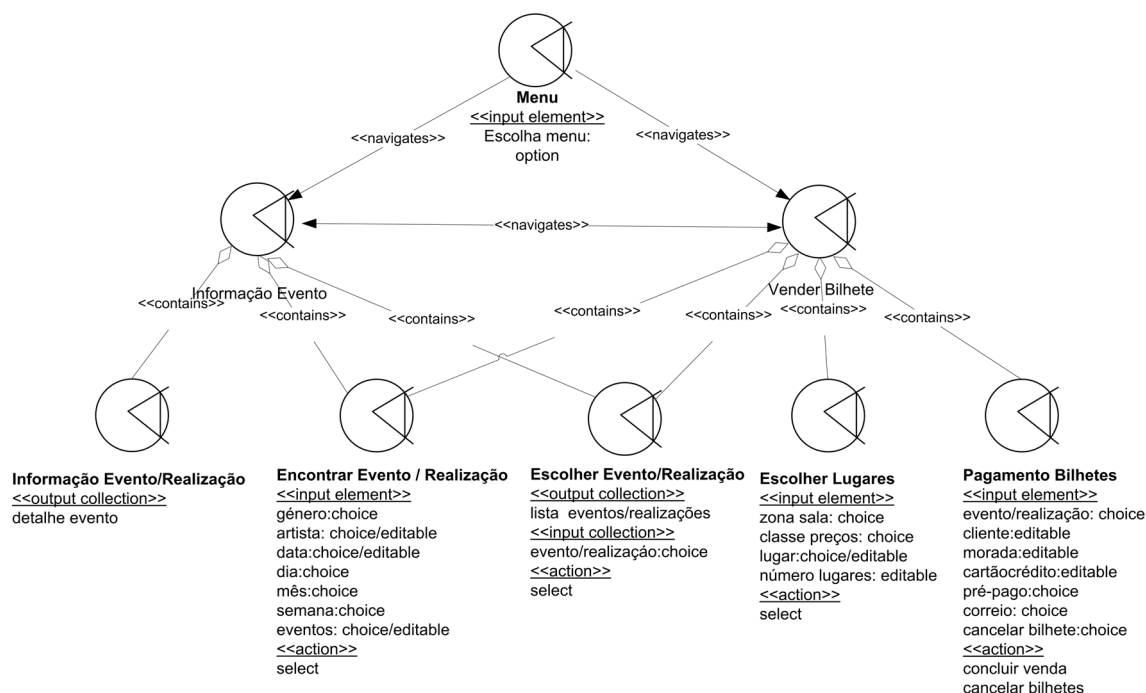 Menu
<<input element>>
Escolha menu:
option
<<navigates>>
<<navigates>>
<<navigates>>
Informação Evento
Vender Bilhete
<<contains>>
<<contains>>
<<contains>>
<<contains>>
<<contains>>
<<contains>>
<<contains>>
Informação Evento/Realização
<<output collection>>
detalhe evento
Encontrar Evento / Realização
<<input element>>
género:choice
artista: choice/editable
data:choice/editable
dia:choice
mês:choice
semana:choice
eventos: choice/editable
<<action>>
select
Escolher Evento/Realização
<<output collection>>
lista eventos/realizações
<<input collection>>
evento/realizaçáo:choice
<<action>>
select
Escolher Lugares
<<input element>>
zona sala: choice
classe preços: choice
lugar:choice/editable
número lugares: editable
<<action>>
select
Pagamento Bilhetes
<<input element>>
evento/realização: choice
cliente:editable
morada:editable
cartãocrédito:editable
pré-pago:choice
correio: choice
cancelar bilhete:choice
<<action>>
concluir venda
cancelar bilhetes